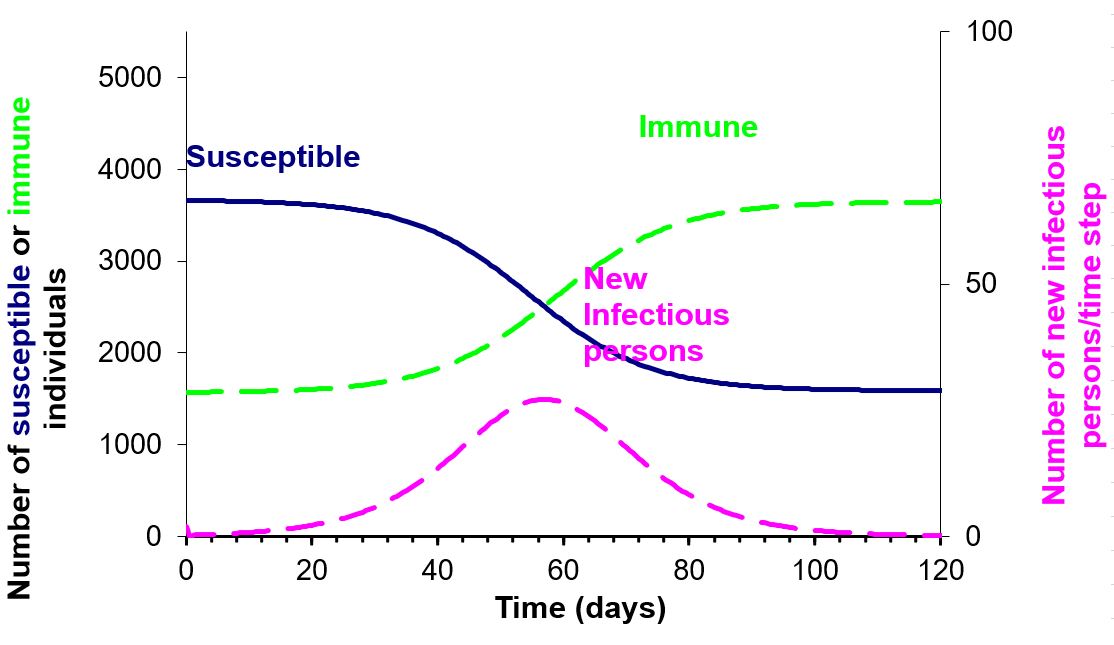 Number of susceptible or immune
individuals
5000
4000
3000
2000
1000
0
Susceptible
Immune
New
Infectious
persons
100
50
0
Number of new infectious
persons/time step
0 20 40 60 80 100 120
Time (days)